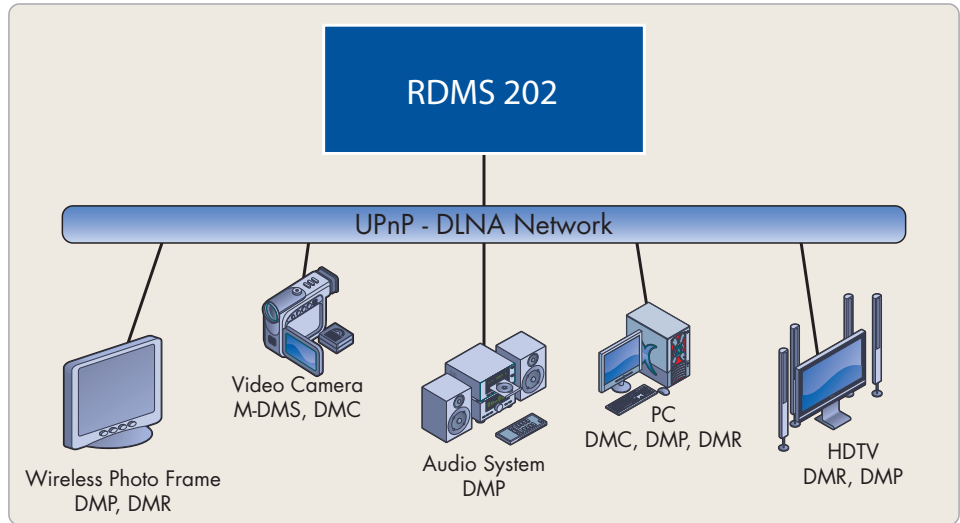 RDMS 202
UPnP - DLNA Network
Wireless Photo Frame
DMP, DMR
Video Camera
M-DMS, DMC
Audio System
DMP
PC
DMC, DMP, DMR
HDTV
DMR, DMP